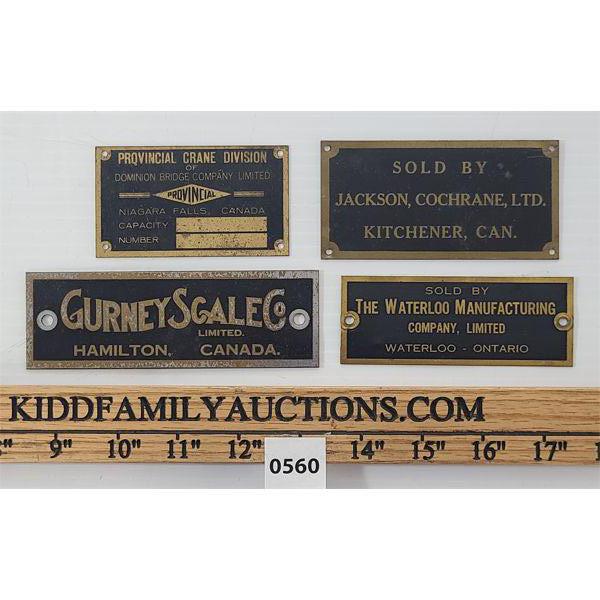 PROVINCIAL CRANE DIVISION
OF
DOMINION BRIDGE COMPANY LIMITED
PROVINCIAL
NIAGARA FALLS, CANADA
CAPACITY
NUMBER
SOLD BY
JACKSON, COCHRANE, LTD.
KITCHENER, CAN.
GURNEY SCALE CO
LIMITED.
HAMILTON, CANADA.
SOLD BY
THE WATERLOO MANUFACTURING
COMPANY, LIMITED
WATERLOO - ONTARIO
KIDDFAMILYAUCTIONS.COM
8" 9" 10" 11" 12" 14" 15" 16" 17" 1
0560